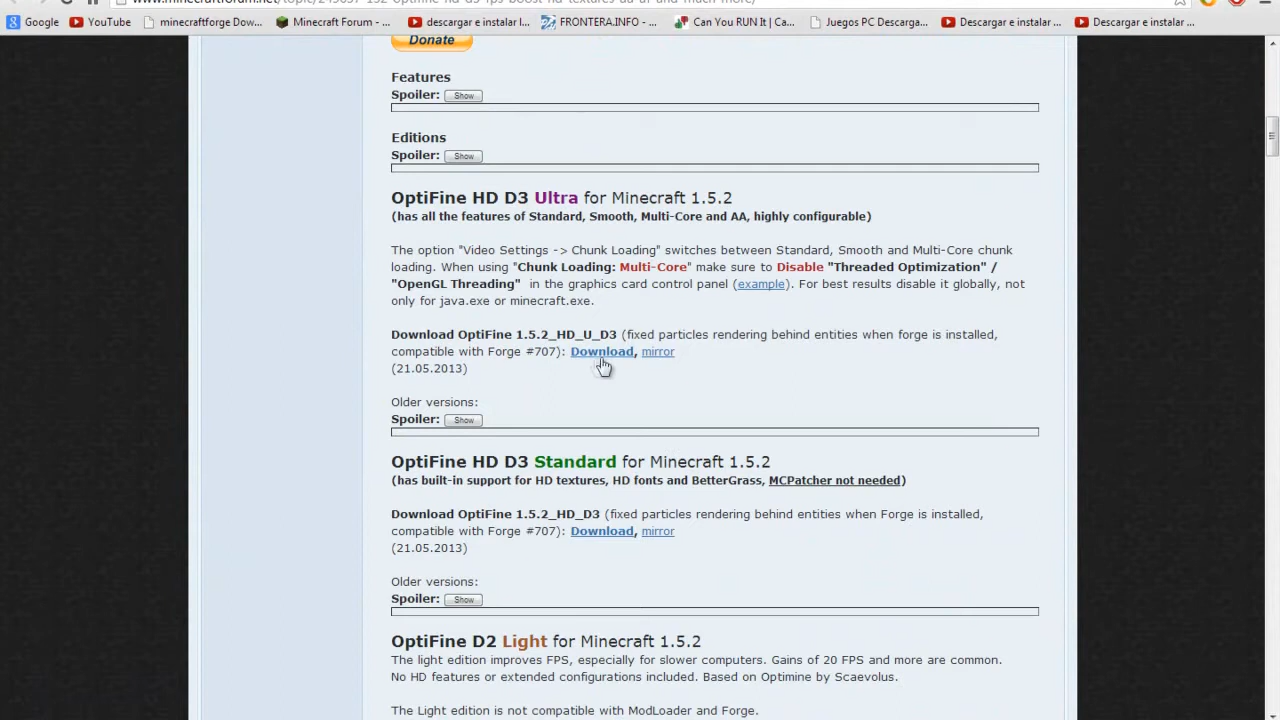 Google YouTube minecraftforge Dow... Minecraft Forum - ... descargar e instalar l... FRONTERA.INFO - ... Can You RUN It | Can... Juegos PC Descarga... Descargar e instalar ... Descargar e instalar ...
Donate
Features
Spoiler: Show
Editions
Spoiler: Show
OptiFine HD D3 Ultra for Minecraft 1.5.2
(has all the features of Standard, Smooth, Multi-Core and AA, highly configurable)
The option "Video Settings -> Chunk Loading" switches between Standard, Smooth and Multi-Core chunk
loading. When using "Chunk Loading: Multi-Core" make sure to Disable "Threaded Optimization" /
"OpenGL Threading" in the graphics card control panel (example). For best results disable it globally, not
only for java.exe or minecraft.exe.
Download OptiFine 1.5.2_HD_U_D3 (fixed particles rendering behind entities when forge is installed,
compatible with Forge #707): Download, mirror
(21.05.2013)
Older versions:
Spoiler: Show
OptiFine HD D3 Standard for Minecraft 1.5.2
(has built-in support for HD textures, HD fonts and BetterGrass, MCPatcher not needed)
Download OptiFine 1.5.2_HD_D3 (fixed particles rendering behind entities when Forge is installed,
compatible with Forge #707): Download, mirror
(21.05.2013)
Older versions:
Spoiler: Show
OptiFine D2 Light for Minecraft 1.5.2
The light edition improves FPS, especially for slower computers. Gains of 20 FPS and more are common.
No HD features or extended configurations included. Based on Optimine by Scaevolus.
The Light edition is not compatible with ModLoader and Forge.